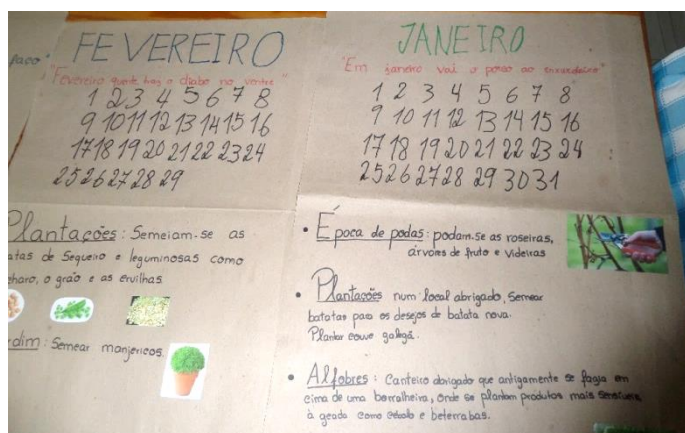 faco"
FEVEREIRO
"Fevereiro quente traz o diabo no ventre"
1 2 3 4 5 6 7 8
9 10 11 12 13 14 15 16
17 18 19 20 21 22 23 24
25 26 27 28 29
Plantações: Semeiam-se as
atas de Sequeiro e leguminosas como
charo, o grão e as ervilhas
dim: Semear manjericos.
JANEIRO
"Em janeiro vai o porco ao
1 2 3 4 5 6 7 8
9 10 11 12 13 14 15 16
17 18 19 20 21 22 23 24
25 26 27 28 29 30 31
• Época de podas: podam-se as roseiras,
árvores de fruto e videiras
• Plantações num local abrigado, semear
batatas para os desejos de batata nova.
Plantar couve galega.
• Alfobres: Canteiro abrigado que antigamente se fazia em
cima de uma borralheira, onde se plantam produtos mais sensíveis
à geada como cebolo e beterrabas.